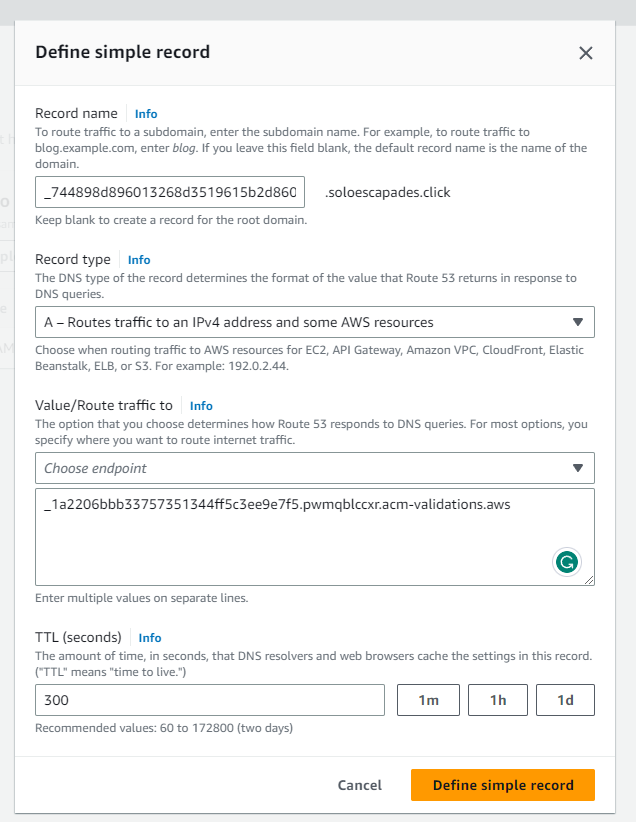 Define simple record
Record name Info
To route traffic to a subdomain, enter the subdomain name. For example, to route traffic to
blog.example.com, enter blog. If you leave this field blank, the default record name is the name of the
domain.
_744898d896013268d3519615b2d860 .soloescapades.click
Keep blank to create a record for the root domain.
Record type Info
The DNS type of the record determines the format of the value that Route 53 returns in response to
DNS queries.
A – Routes traffic to an IPv4 address and some AWS resources
Choose when routing traffic to AWS resources for EC2, API Gateway, Amazon VPC, CloudFront, Elastic
Beanstalk, ELB, or S3. For example: 192.0.2.44.
Value/Route traffic to Info
The option that you choose determines how Route 53 responds to DNS queries. For most options, you
specify where you want to route internet traffic.
Choose endpoint
_1a2206bbb33757351344ff5c3ee9e7f5.pwmqblccxr.acm-validations.aws
Enter multiple values on separate lines.
TTL (seconds) Info
The amount of time, in seconds, that DNS resolvers and web browsers cache the settings in this record.
("TTL" means "time to live.")
300 1m 1h 1d
Recommended values: 60 to 172800 (two days)
Cancel Define simple record